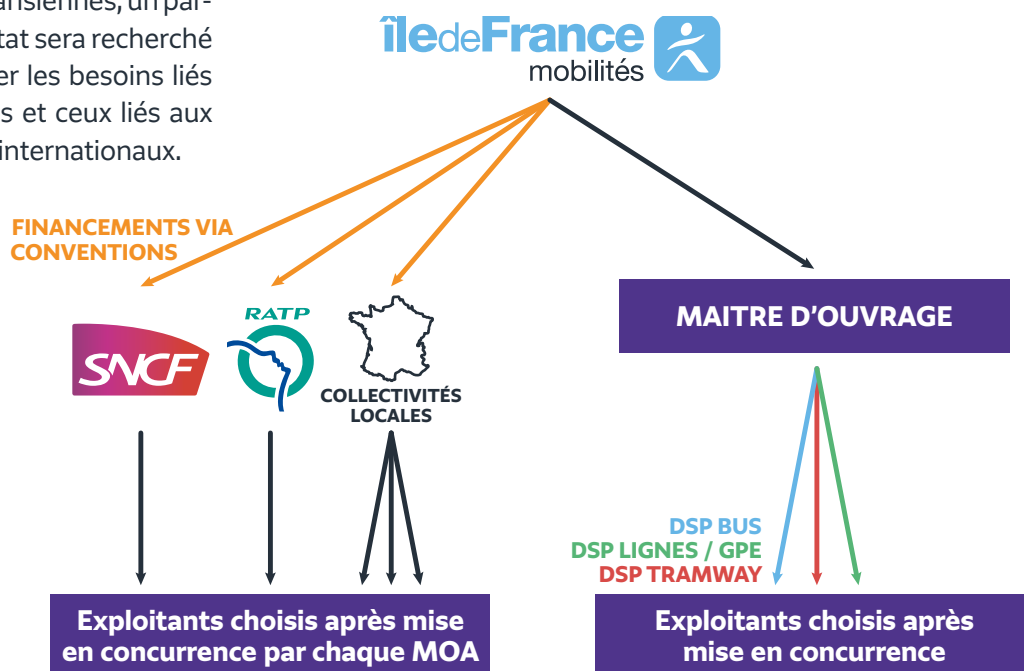 tat sera recherché
er les besoins liés
s et ceux liés aux
internationaux.
îledeFrance
mobilités
FINANCEMENTS VIA
CONVENTIONS
SNCF
RATP
COLLECTIVITÉS
LOCALES
MAITRE D'OUVRAGE
DSP BUS
DSP LIGNES / GPE
DSP TRAMWAY
Exploitants choisis après mise
en concurrence par chaque MOA
Exploitants choisis après
mise en concurrence